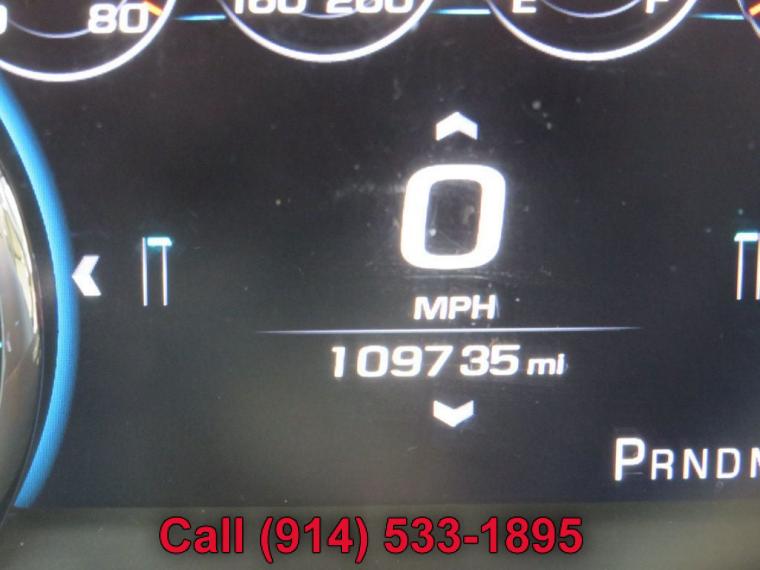 80 160 200 E F
0
MPH
109735 mi
PRNDM
Call (914) 533-1895